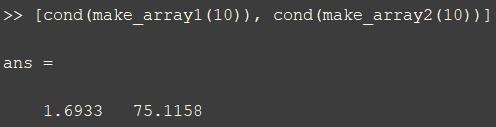 >> [cond(make_array1(10)), cond(make_array2(10))]
ans =
1.6933   75.1158